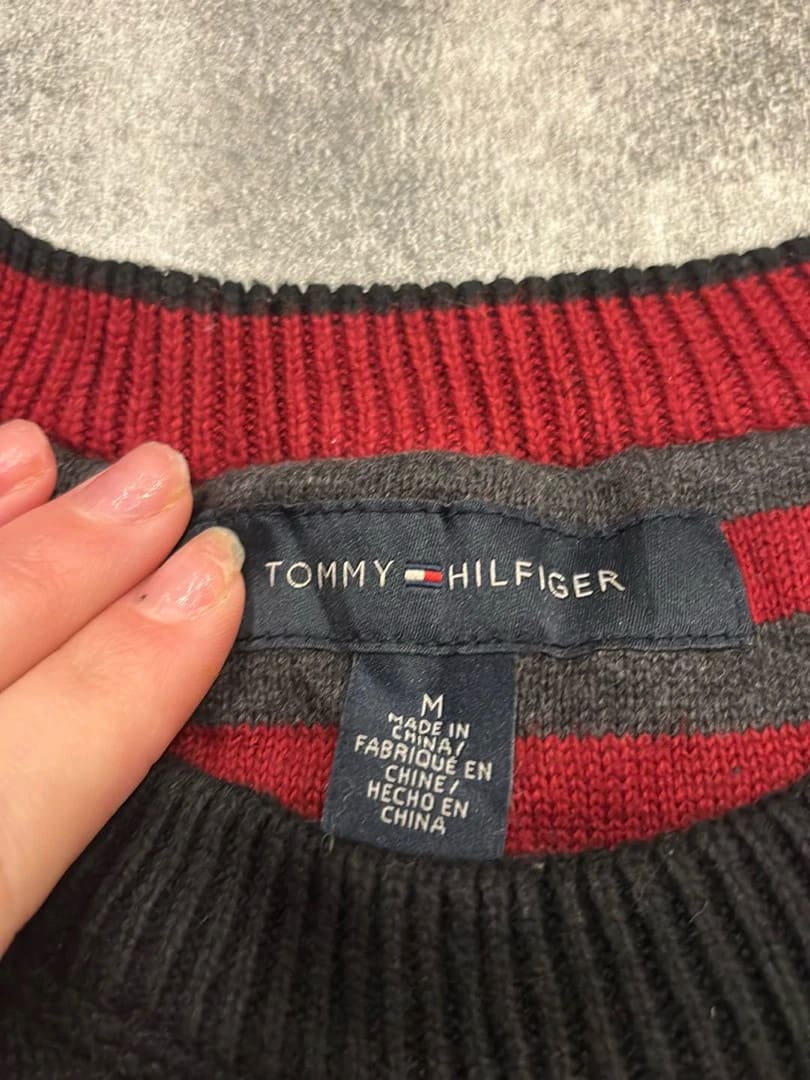 TOMMY HILFIGER
M
MADE IN
CHINA/
FABRIQUÉ EN
CHINE/
HECHO EN
CHINA